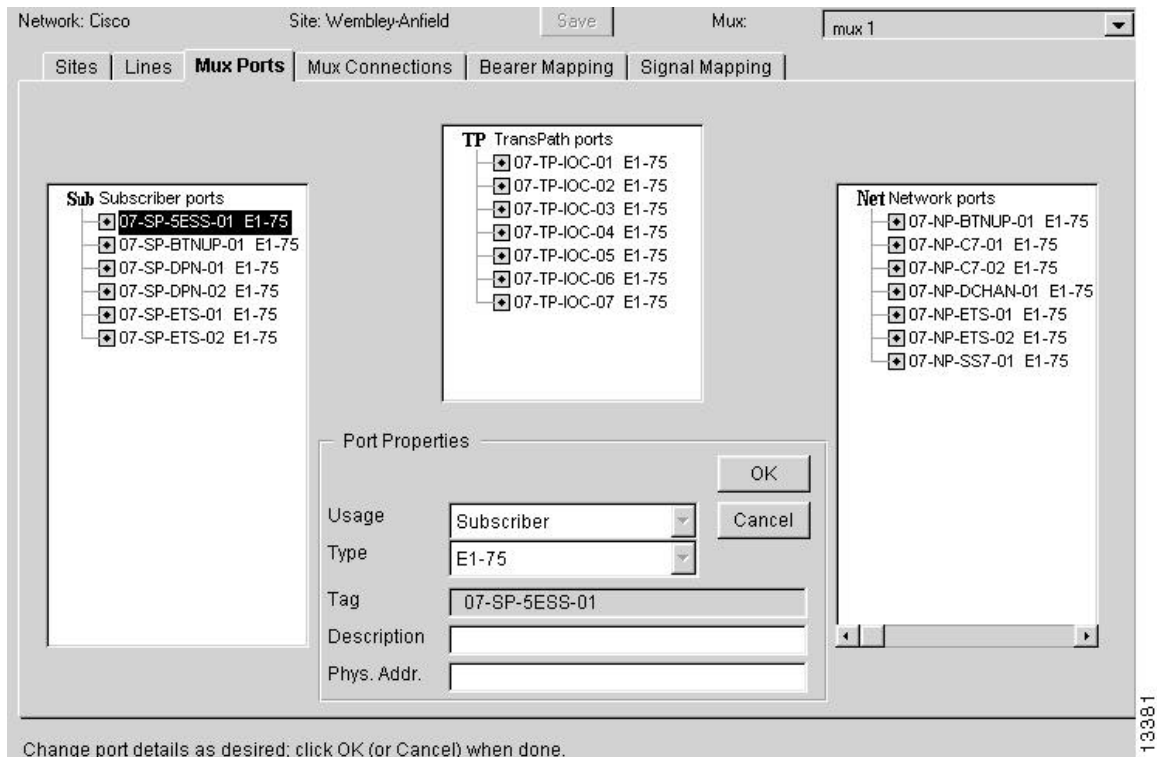 Network: Cisco Site: Wembley-Anfield Save Mux: mux 1
Sites Lines Mux Ports Mux Connections Bearer Mapping Signal Mapping
TP TransPath ports
07-TP-IOC-01 E1-75
07-TP-IOC-02 E1-75
07-TP-IOC-03 E1-75
07-TP-IOC-04 E1-75
07-TP-IOC-05 E1-75
07-TP-IOC-06 E1-75
07-TP-IOC-07 E1-75
Sub Subscriber ports
07-SP-5ESS-01 E1-75
07-SP-BTNUP-01 E1-75
07-SP-DPN-01 E1-75
07-SP-DPN-02 E1-75
07-SP-ETS-01 E1-75
07-SP-ETS-02 E1-75
Net Network ports
07-NP-BTNUP-01 E1-75
07-NP-C7-01 E1-75
07-NP-C7-02 E1-75
07-NP-DCHAN-01 E1-75
07-NP-ETS-01 E1-75
07-NP-ETS-02 E1-75
07-NP-SS7-01 E1-75
Port Properties
OK
Usage Subscriber Cancel
Type E1-75
Tag 07-SP-5ESS-01
Description
Phys. Addr.
Change port details as desired; click OK (or Cancel) when done.
13381